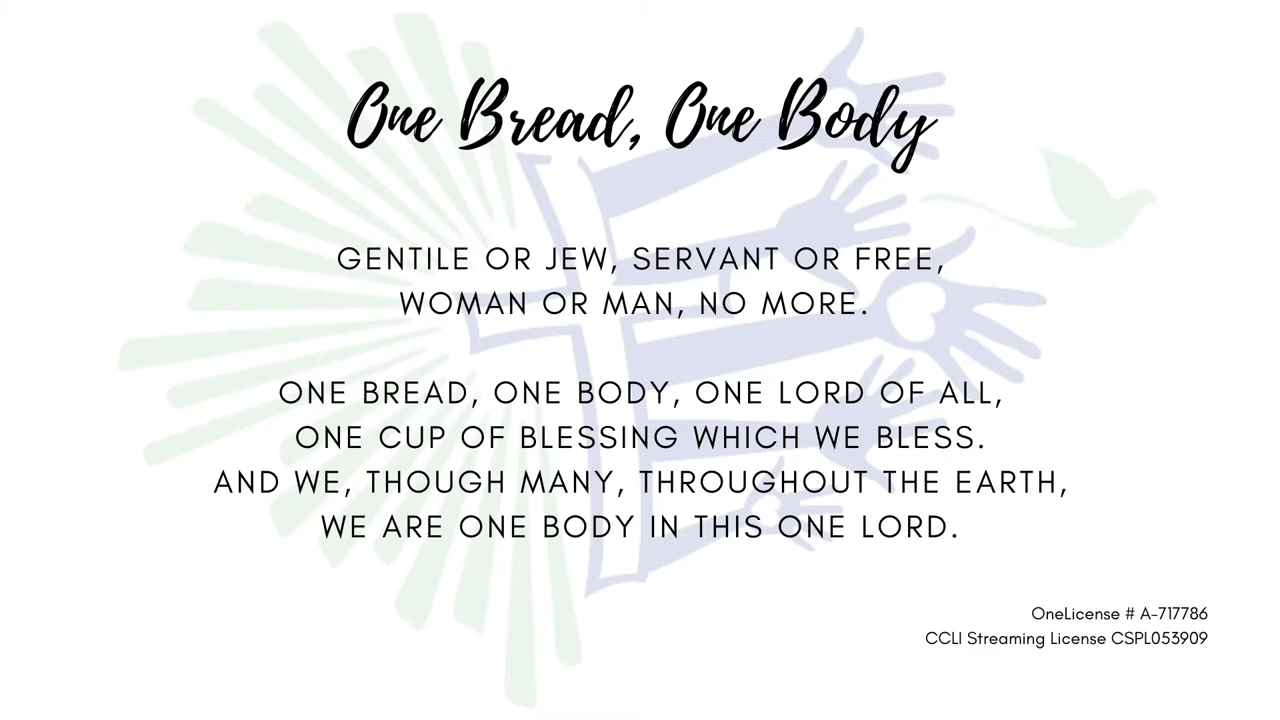 One Bread, One Body
GENTILE OR JEW, SERVANT OR FREE,
WOMAN OR MAN, NO MORE.
ONE BREAD, ONE BODY, ONE LORD OF ALL,
ONE CUP OF BLESSING WHICH WE BLESS.
AND WE, THOUGH MANY, THROUGHOUT THE EARTH,
WE ARE ONE BODY IN THIS ONE LORD.
OneLicense # A-717786
CCLI Streaming License CSPL053909